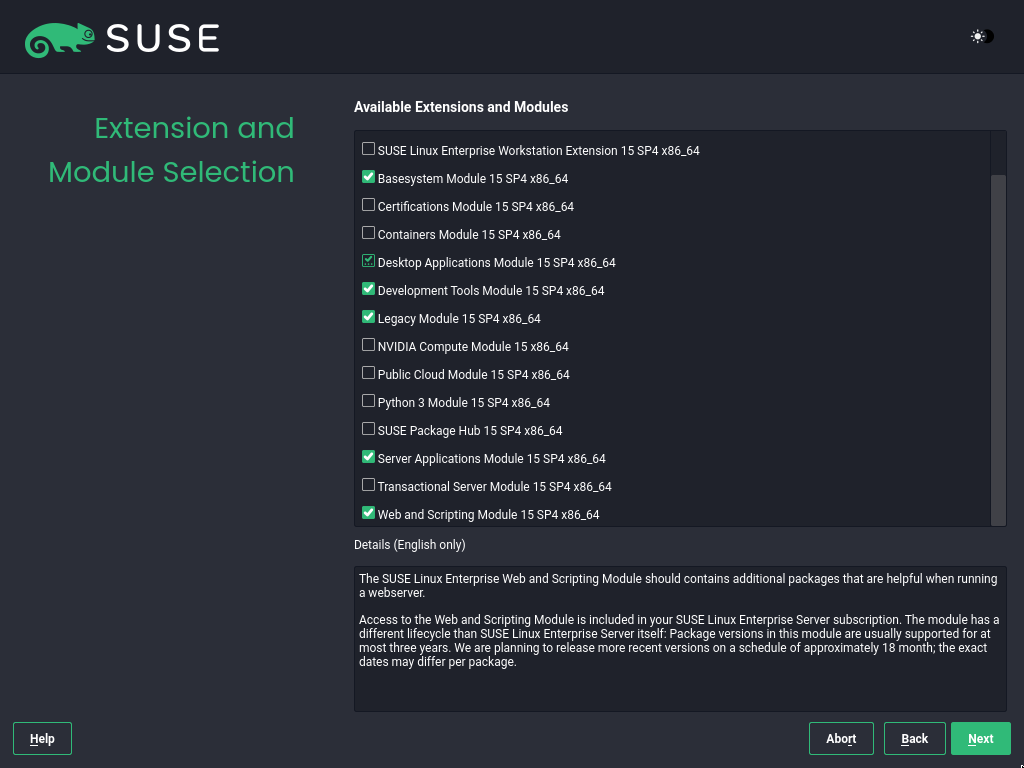 SUSE
Extension and
Module Selection
Available Extensions and Modules
SUSE Linux Enterprise Workstation Extension 15 SP4 x86_64
Basesystem Module 15 SP4 x86_64
Certifications Module 15 SP4 x86_64
Containers Module 15 SP4 x86_64
Desktop Applications Module 15 SP4 x86_64
Development Tools Module 15 SP4 x86_64
Legacy Module 15 SP4 x86_64
NVIDIA Compute Module 15 x86_64
Public Cloud Module 15 SP4 x86_64
Python 3 Module 15 SP4 x86_64
SUSE Package Hub 15 SP4 x86_64
Server Applications Module 15 SP4 x86_64
Transactional Server Module 15 SP4 x86_64
Web and Scripting Module 15 SP4 x86_64
Details (English only)
The SUSE Linux Enterprise Web and Scripting Module should contains additional packages that are helpful when running
a webserver.
Access to the Web and Scripting Module is included in your SUSE Linux Enterprise Server subscription. The module has a
different lifecycle than SUSE Linux Enterprise Server itself: Package versions in this module are usually supported for at
most three years. We are planning to release more recent versions on a schedule of approximately 18 month; the exact
dates may differ per package.
Help
Abort
Back
Next